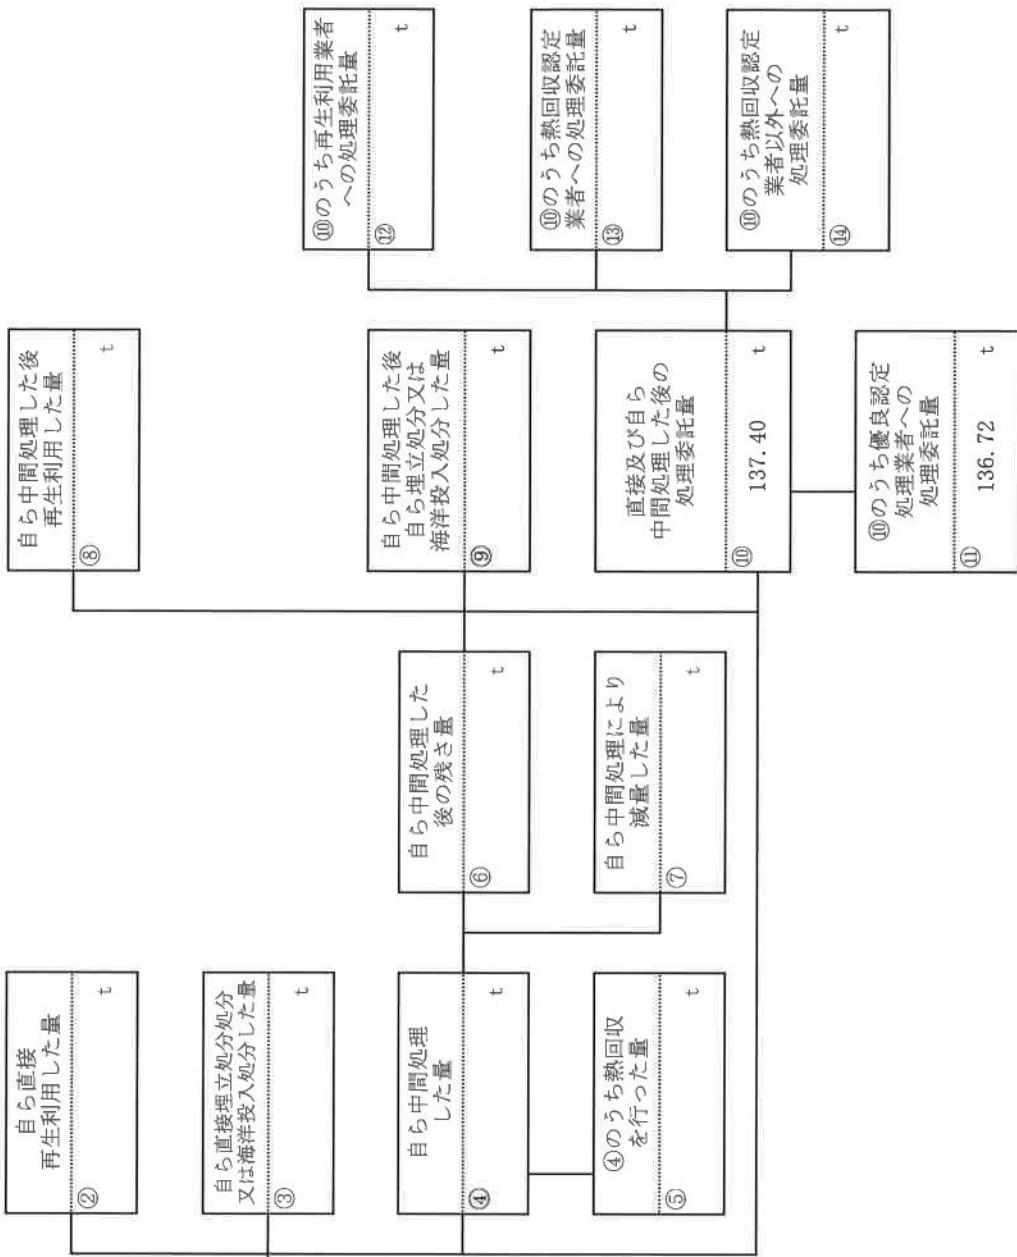 自ら直接
再生利用した量
②
t
自ら直接埋立処分処分
又は海洋投入処分した量
③
t
自ら中間処理
した量
④
t
④のうち熱回収
を行った量
⑤
t
自ら中間処理した
後の残さ量
⑥
t
自ら中間処理により
減量した量
⑦
t
自ら中間処理した後
再生利用した量
⑧
t
自ら中間処理した後
自ら埋立処分又は
海洋投入処分した量
⑨
t
直接及び自ら
中間処理した後の
処理委託量
⑩
137.40 t
⑩のうち優良認定
処理業者への
処理委託量
⑪
136.72 t
⑩のうち再生利用業者
への処理委託量
⑫
t
⑩のうち熱回収認定
業者への処理委託量
⑬
t
⑩のうち熱回収認定
業者以外への
処理委託量
⑭
t